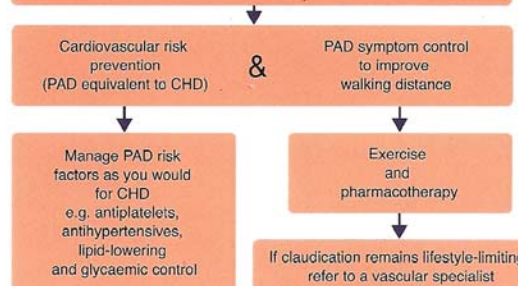 Cardiovascular risk
prevention
(PAD equivalent to CHD)
&
PAD symptom control
to improve
walking distance
Manage PAD risk
factors as you would
for CHD
e.g. antiplatelets,
antihypertensives,
lipid-lowering
and glycaemic control
Exercise
and
pharmacotherapy
If claudication remains lifestyle-limiting
refer to a vascular specialist